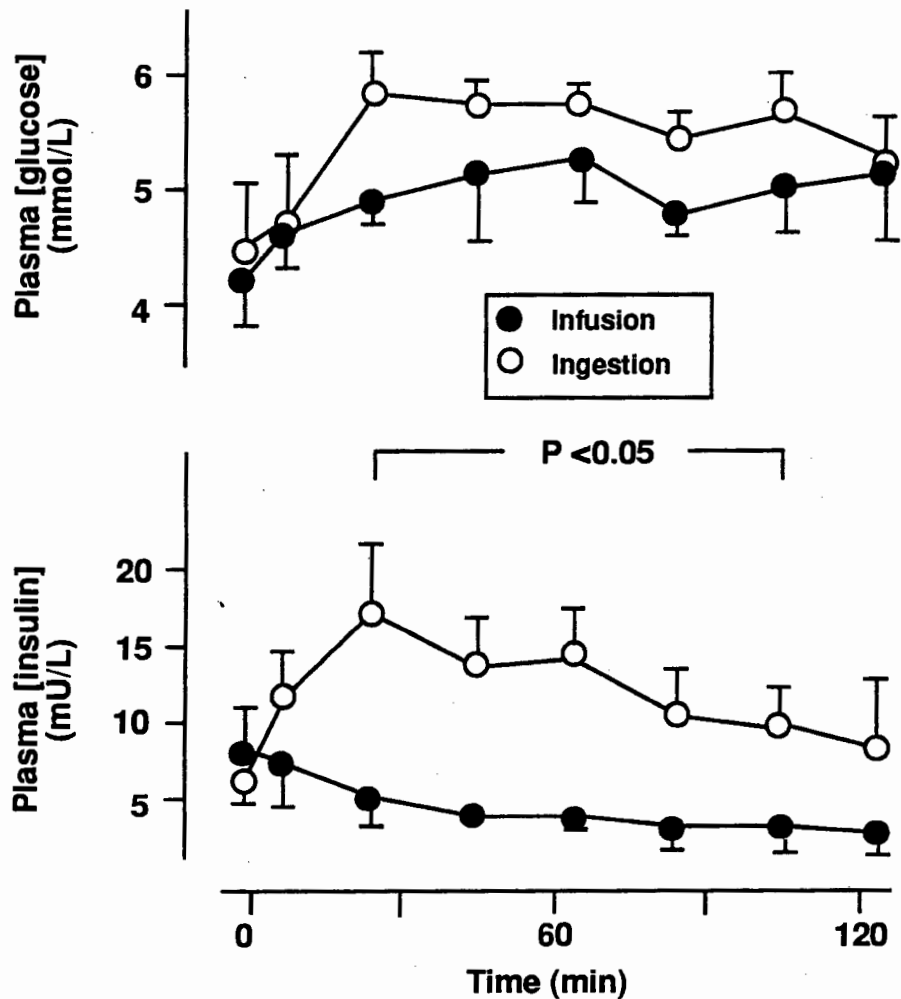 Plasma [glucose]
(mmol/L)
6
5
4
Infusion
Ingestion
P <0.05
Plasma [insulin]
(mU/L)
20
15
10
5
0 60 120
Time (min)